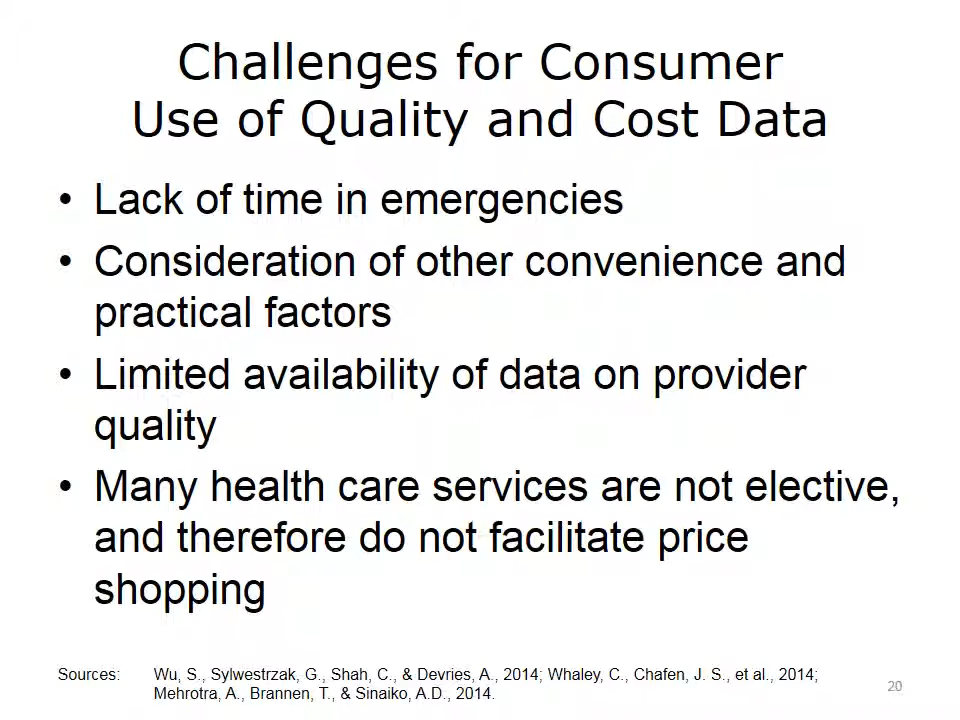 Challenges for Consumer
Use of Quality and Cost Data
• Lack of time in emergencies
• Consideration of other convenience and
practical factors
• Limited availability of data on provider
quality
• Many health care services are not elective,
and therefore do not facilitate price
shopping
Sources: Wu, S., Sylwestrzak, G., Shah, C., & Devries, A., 2014; Whaley, C., Chafen, J. S., et al., 2014;
Mehrotra, A., Brannen, T., & Sinaiko, A.D., 2014.
20